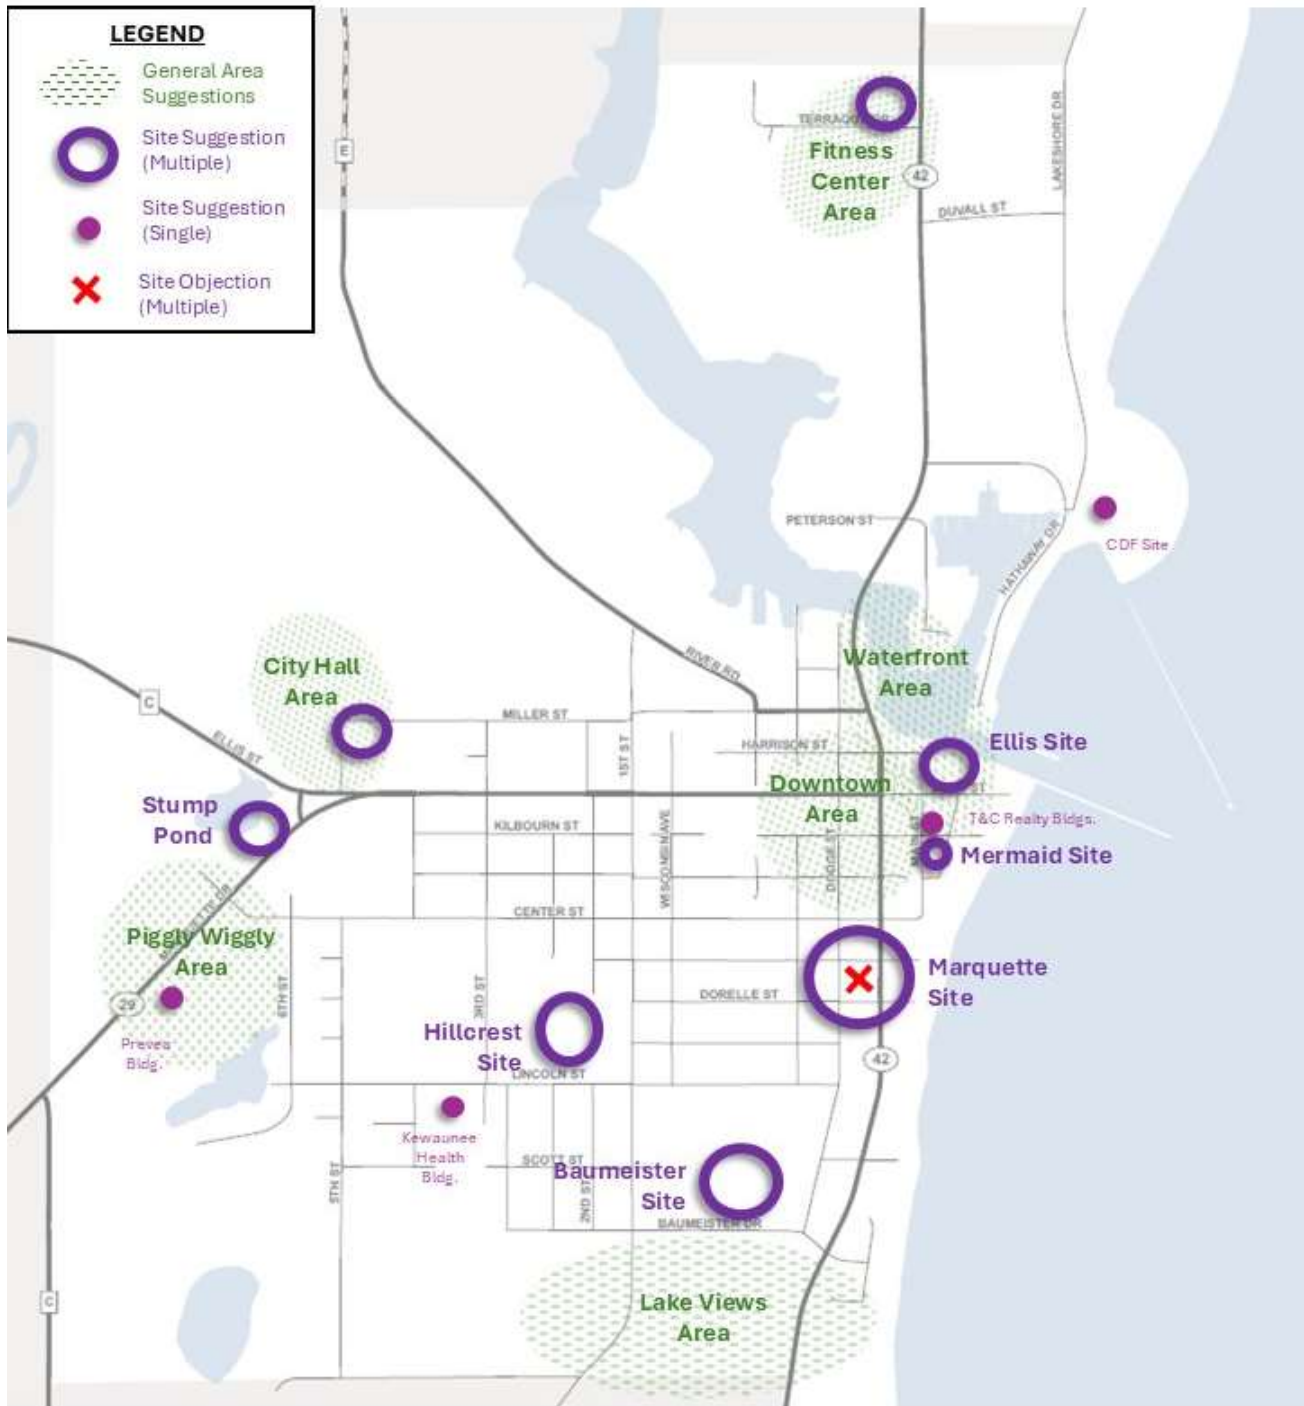 LEGEND
General Area
Suggestions
Site Suggestion
(Multiple)
Site Suggestion
(Single)
Site Objection
(Multiple)
E
LAKESHORE DR
Fitness
Center
Area
42
DUVALL ST
PETERSON ST
HATHAWAY DR
CDF Site
City Hall
Area
RIVER RD
Waterfront
Area
C
ELLIS ST
MILLER ST
1ST ST
HARRISON ST
Ellis Site
Downtown
Area
ST
Stump
Pond
KILBOURN ST
WISCONSIN AVE
DODGE ST
MAIN ST
T&C Realty Bldgs.
Mermaid Site
CENTER ST
Piggly Wiggly
Area
29
5TH ST
6TH ST
3RD ST
Prevea
Bldg.
DORELLE ST
Marquette
Site
Hillcrest
Site
LINCOLN ST
42
Kewaunee
Health
Bldg.
SCOTT ST
2ND ST
Baumeister
Site
BAUMEISTER DR
C
Lake Views
Area